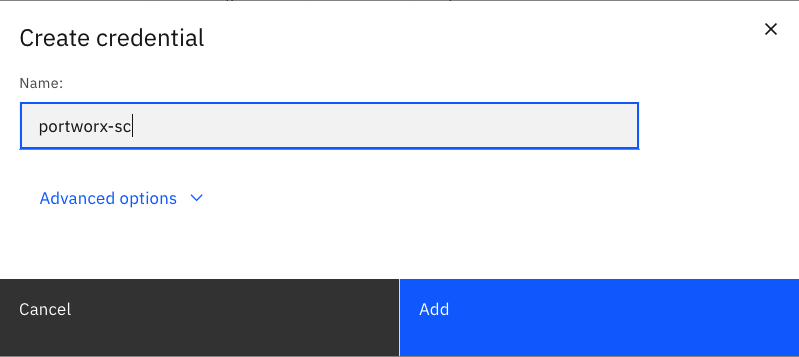 Create credential
Name:
portworx-sc
Advanced options
Cancel
Add